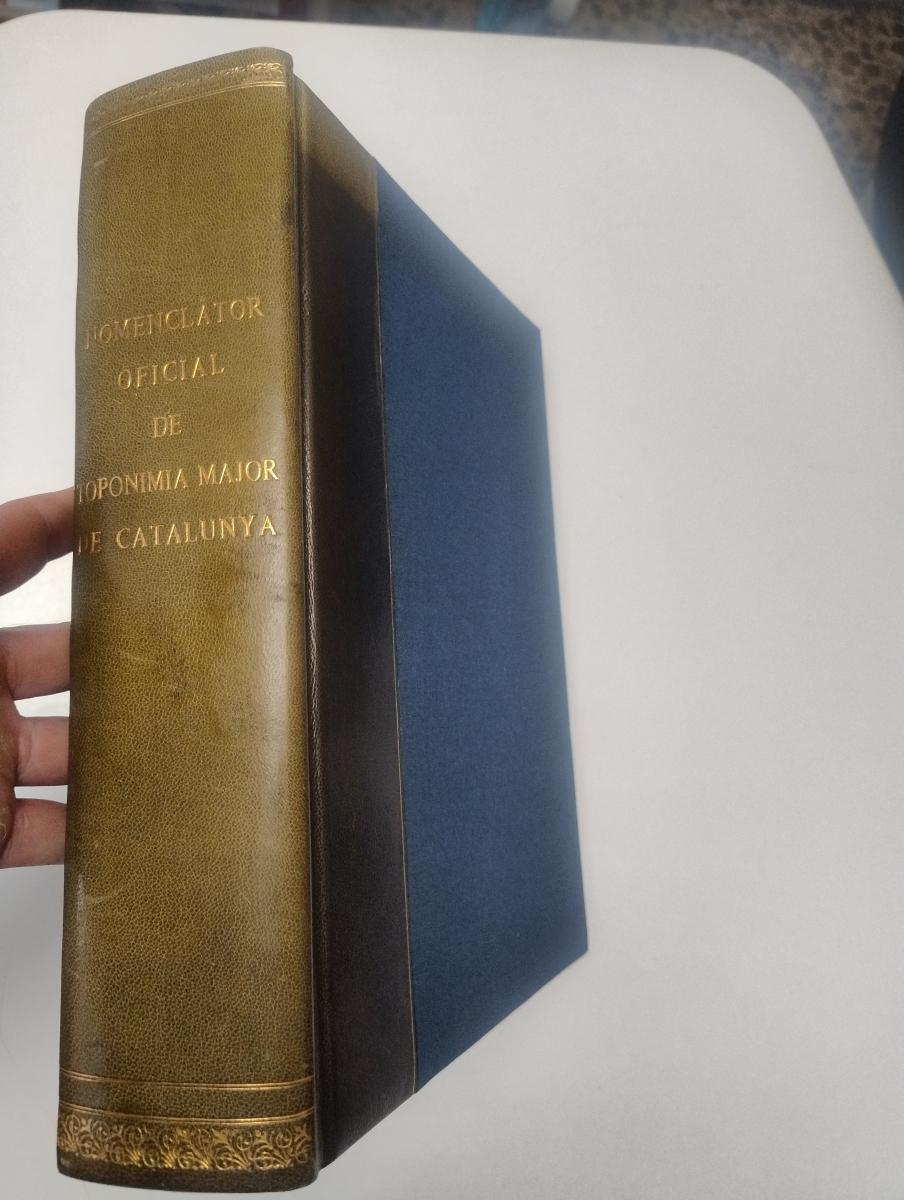 NOMENCLATOR
OFICIAL
DE
TOPONIMIA MAJOR
DE CATALUNYA